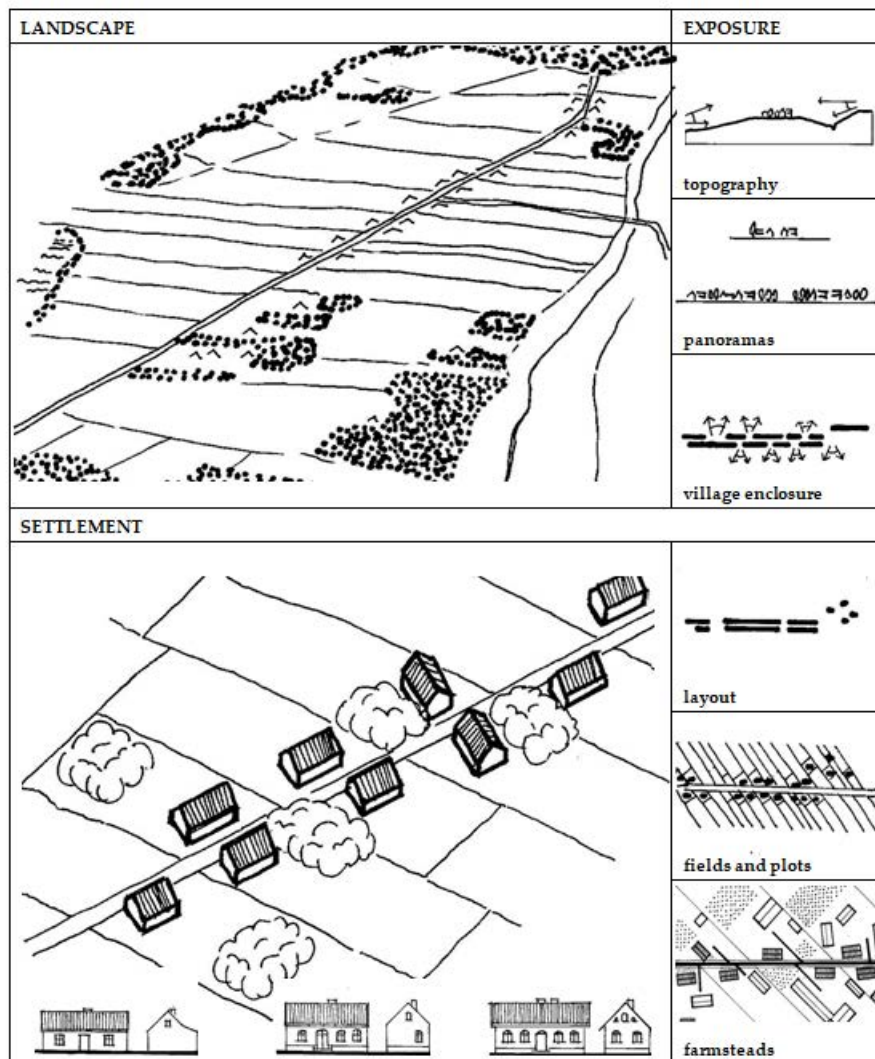 LANDSCAPE
EXPOSURE
topography
panoramas
village enclosure
SETTLEMENT
layout
fields and plots
farmsteads